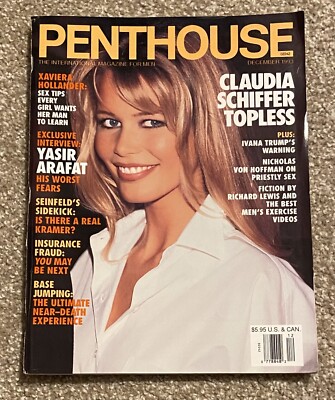 PENTHOUSE
THE INTERNATIONAL MAGAZINE FOR MEN
DECEMBER 1993
XAVIERA
HOLLANDER:
SEX TIPS
EVERY
GIRL WANTS
HER MAN
TO LEARN
EXCLUSIVE
INTERVIEW:
YASIR
ARAFAT
HIS WORST
FEARS
SEINFELD'S
SIDEKICK:
IS THERE A REAL
KRAMER?
INSURANCE
FRAUD:
YOU MAY
BE NEXT
BASE
JUMPING:
THE ULTIMATE
NEAR–DEATH
EXPERIENCE
CLAUDIA
SCHIFFER
TOPLESS
PLUS:
IVANA TRUMP'S
WARNING
NICHOLAS
VON HOFFMAN ON
PRIESTLY SEX
FICTION BY
RICHARD LEWIS AND
THE BEST
MEN'S EXERCISE
VIDEOS
$5.95 U.S. & CAN.
12